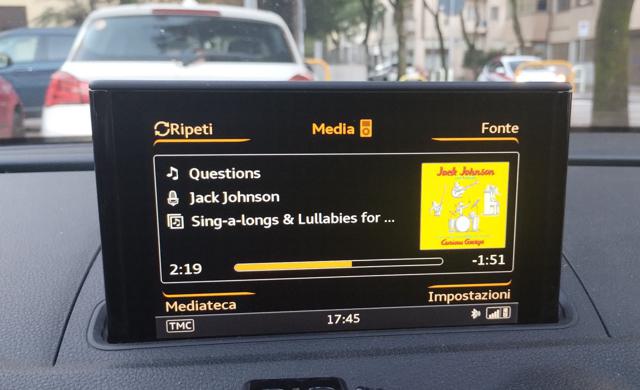 Ripeti
Media
Fonte
Questions
Jack Johnson
Sing-a-longs & Lullabies for ...
Jack Johnson
Curious George
2:19
-1:51
Mediateca
Impostazioni
TMC
17:45